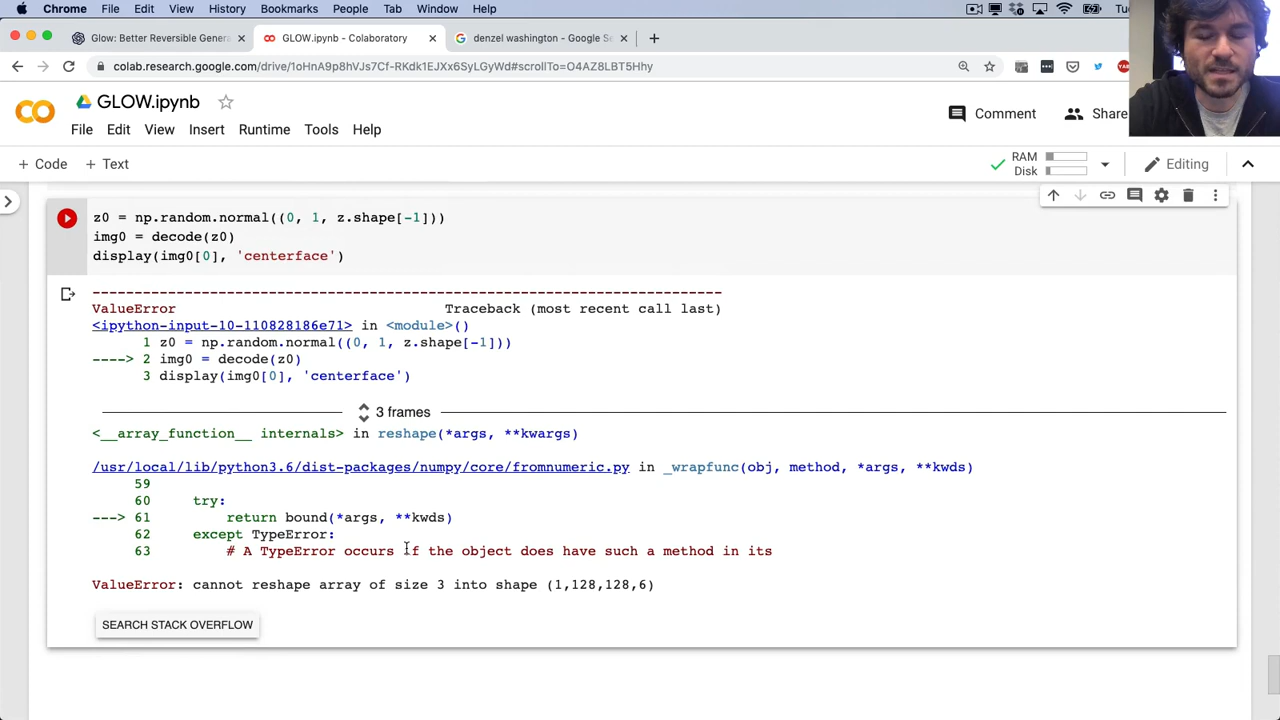 Chrome File Edit View History Bookmarks People Tab Window Help
Glow: Better Reversible Genera
GLOW.ipynb - Colaboratory
denzel washington - Google Se
colab.research.google.com/drive/1oHnA9p8hVJs7Cf-RKdk1EJXx6SyLGyWd#scrollTo=O4AZ8LBT5Hhy
GLOW.ipynb
Comment
Share
File Edit View Insert Runtime Tools Help
+ Code + Text
RAM
Disk
Editing
z0 = np.random.normal((0, 1, z.shape[-1]))
img0 = decode(z0)
display(img0[0], 'centerface')
ValueError Traceback (most recent call last)
<ipython-input-10-110828186e71> in <module>()
1 z0 = np.random.normal((0, 1, z.shape[-1]))
----> 2 img0 = decode(z0)
3 display(img0[0], 'centerface')
3 frames
<__array_function__ internals> in reshape(*args, **kwargs)
/usr/local/lib/python3.6/dist-packages/numpy/core/fromnumeric.py in _wrapfunc(obj, method, *args, **kwds)
59
60 try:
---> 61 return bound(*args, **kwds)
62 except TypeError:
63 # A TypeError occurs if the object does have such a method in its
ValueError: cannot reshape array of size 3 into shape (1,128,128,6)
SEARCH STACK OVERFLOW